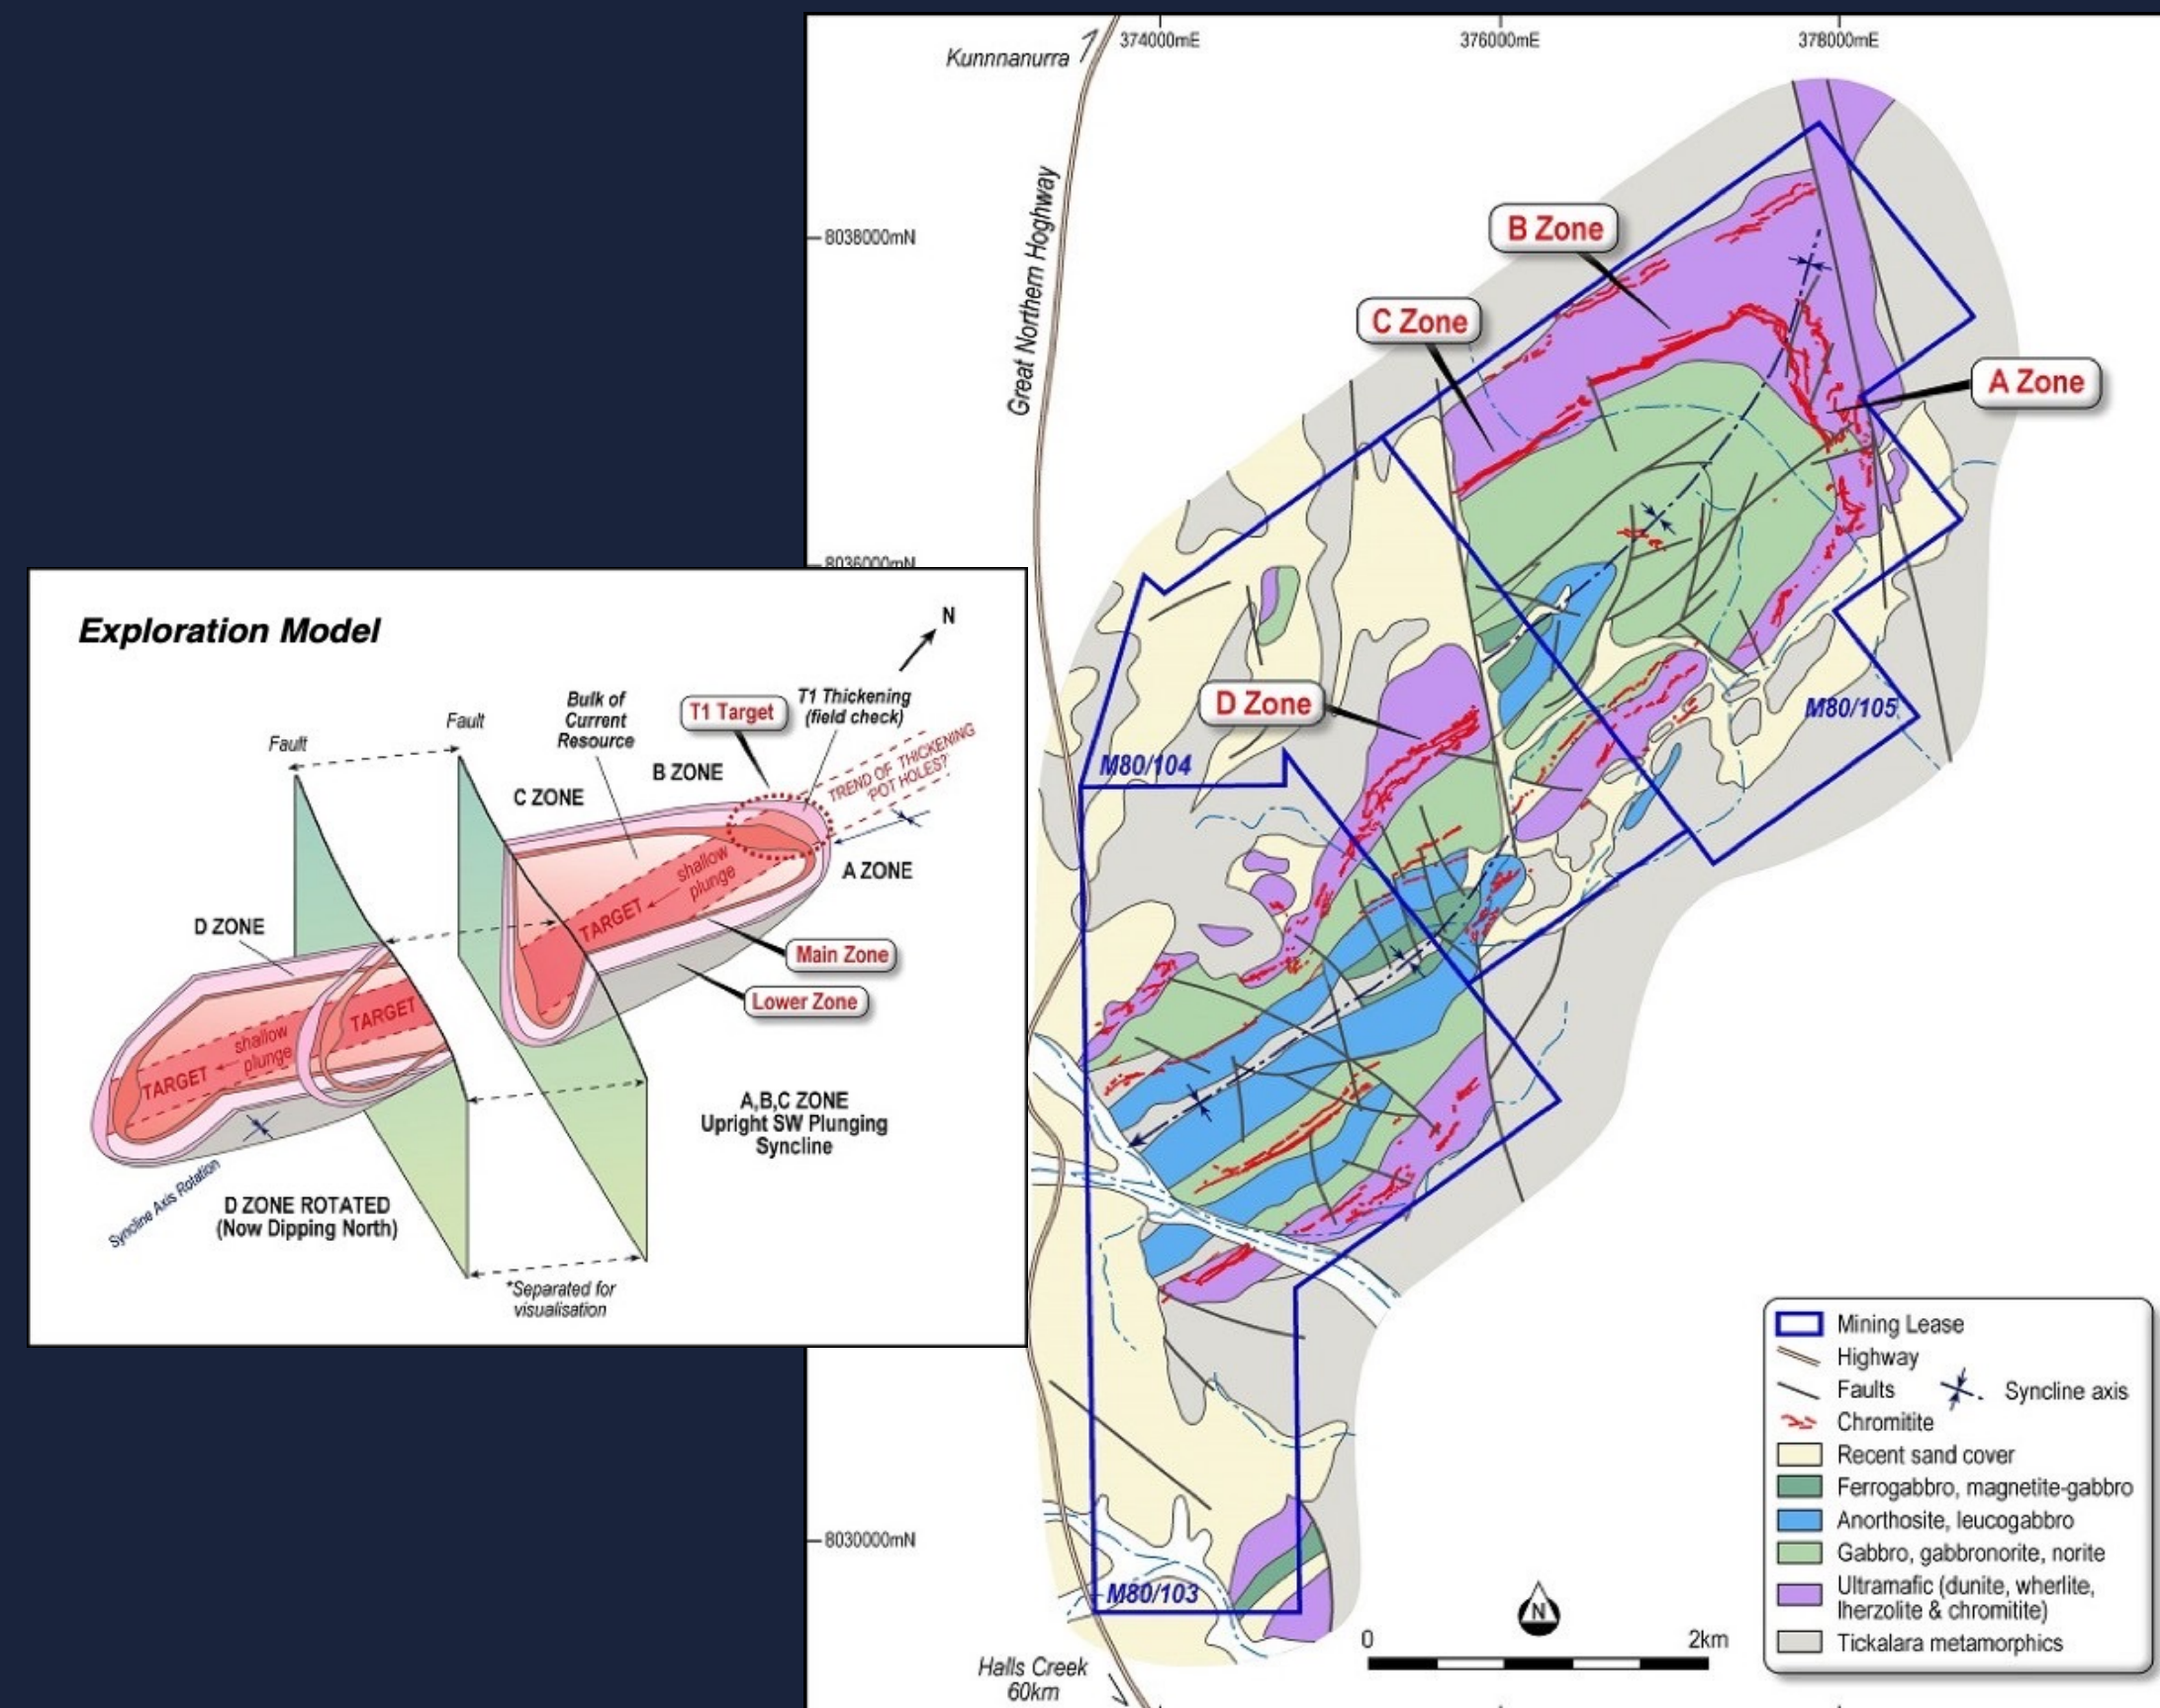 Kunnnanurra
374000mE
376000mE
378000mE
Great Northern Hoghway
8038000mN
8036000mN
B Zone
C Zone
A Zone
D Zone
M80/105
M80/104
Exploration Model
N
Fault
Fault
Bulk of
Current
Resource
T1 Target
T1 Thickening
(field check)
TREND OF THICKENING
POT HOLES?
B ZONE
C ZONE
A ZONE
D ZONE
shallow
plunge
TARGET
Main Zone
Lower Zone
TARGET
shallow
plunge
TARGET
A,B,C ZONE
Upright SW Plunging
Syncline
Syncline Axis Rotation
D ZONE ROTATED
(Now Dipping North)
*Separated for
visualisation
8030000mN
M80/103
Halls Creek
60km
N
0
2km
Mining Lease
Highway
Faults
Syncline axis
Chromitite
Recent sand cover
Ferrogabbro, magnetite-gabbro
Anorthosite, leucogabbro
Gabbro, gabbronorite, norite
Ultramafic (dunite, wherlite,
lherzolite & chromitite)
Tickalara metamorphics